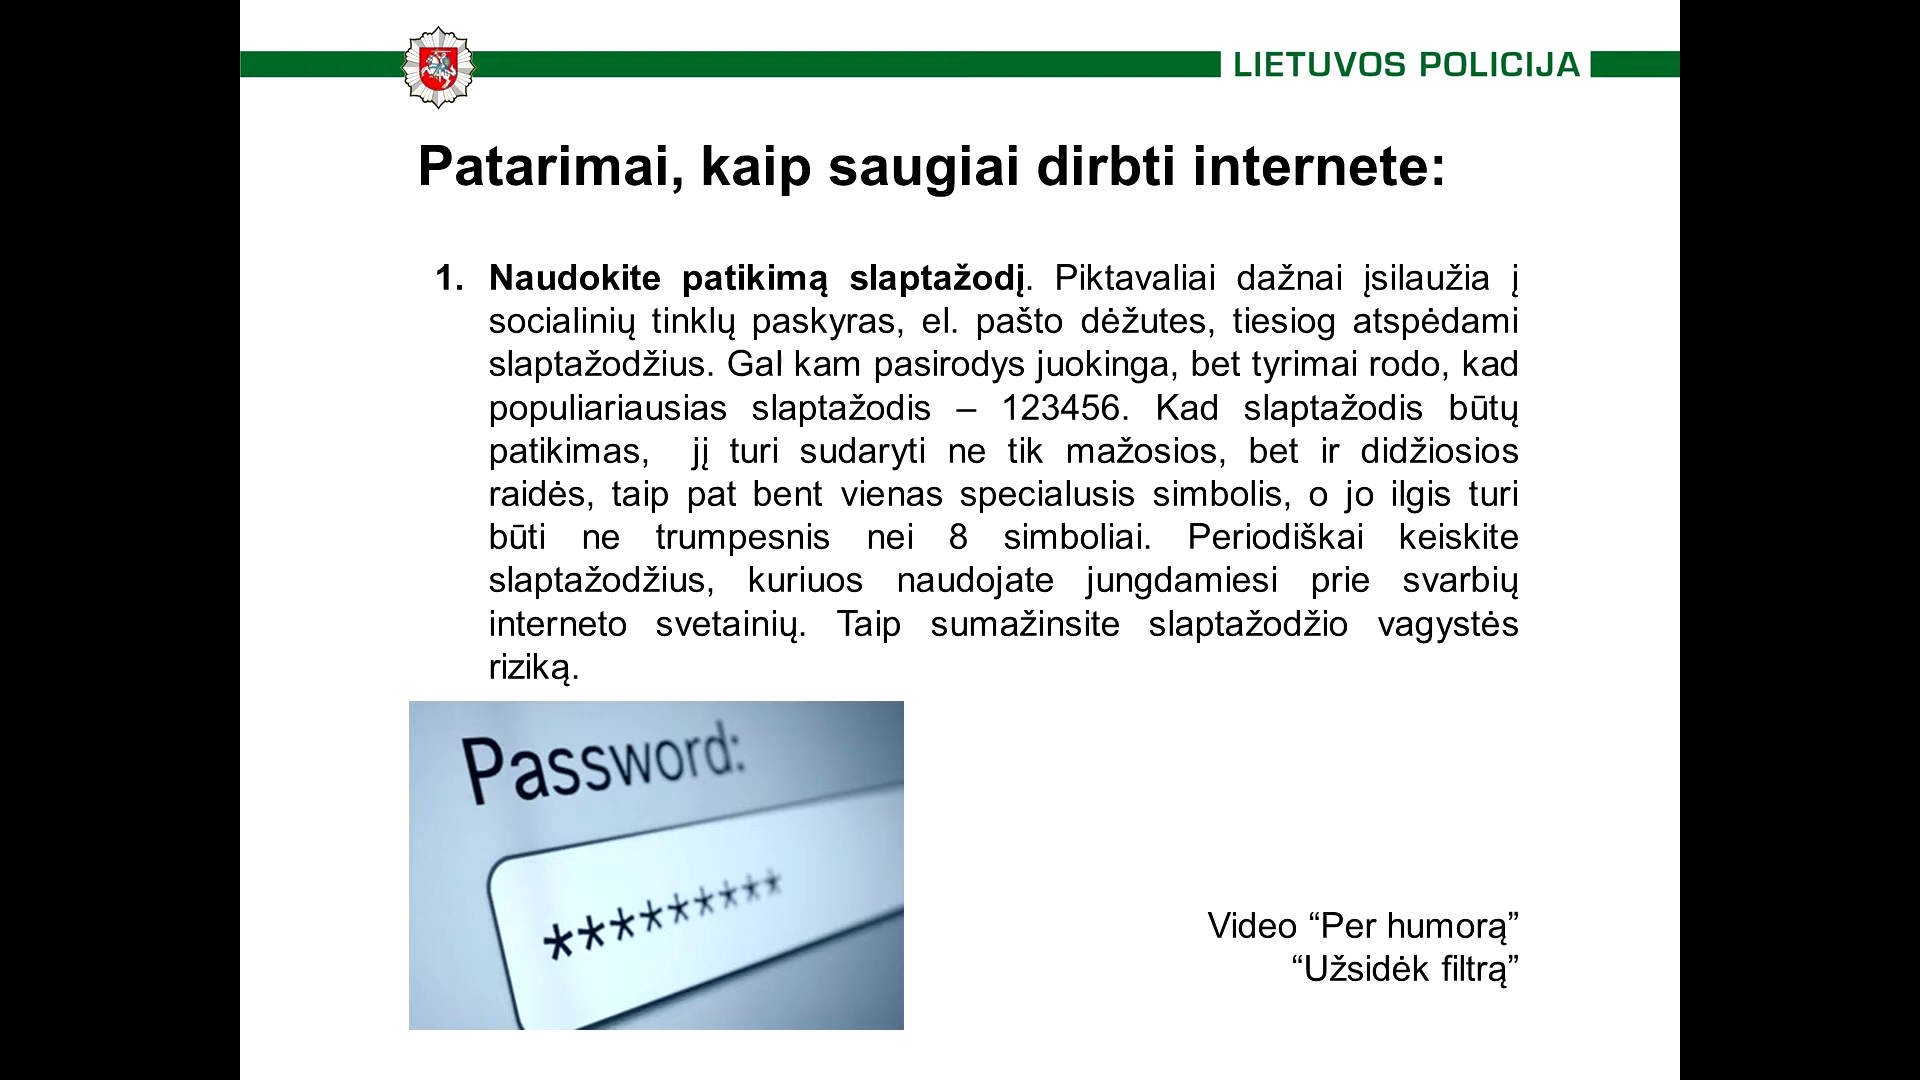 LIETUVOS POLICIJA
Patarimai, kaip saugiai dirbti internete:
1. Naudokite patikimą slaptažodį. Piktavaliai dažnai įsilaužia į
socialinių tinklų paskyras, el. pašto dėžutes, tiesiog atspėdami
slaptažodžius. Gal kam pasirodys juokinga, bet tyrimai rodo, kad
populiariausias slaptažodis – 123456. Kad slaptažodis būtų
patikimas, jį turi sudaryti ne tik mažosios, bet ir didžiosios
raidės, taip pat bent vienas specialusis simbolis, o jo ilgis turi
būti ne trumpesnis nei 8 simboliai. Periodiškai keiskite
slaptažodžius, kuriuos naudojate jungdamiesi prie svarbių
interneto svetainių. Taip sumažinsite slaptažodžio vagystės
riziką.
Password:
*********
Video “Per humorą”
“Užsidėk filtrą”